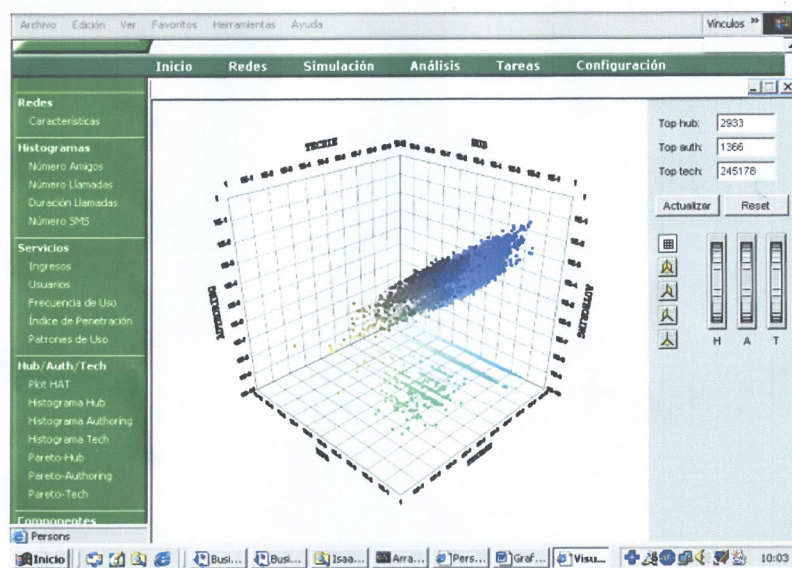 Archivo Edición Ver Favoritos Herramientas Ayuda
Vínculos »
Inicio Redes Simulación Análisis Tareas Configuración
Redes
Características
Histogramas
Número Amigos
Número Llamadas
Duración Llamadas
Número SMS
Servicios
Ingresos
Usuarios
Frecuencia de Uso
Índice de Penetración
Patrones de Uso
Hub/Auth/Tech
Plot HAT
Histograma Hub
Histograma Authoring
Histograma Tech
Pareto-Hub
Pareto-Authoring
Pareto-Tech
Componentes
TECHIE
HUB
AUTHORING
HUB
Top hub: 2933
Top auth: 1366
Top tech: 245178
Actualizar Reset
H A T
Persons
Inicio Busi... Busi... Isaa... Arra... Pers... Graf... Visu... 10:03